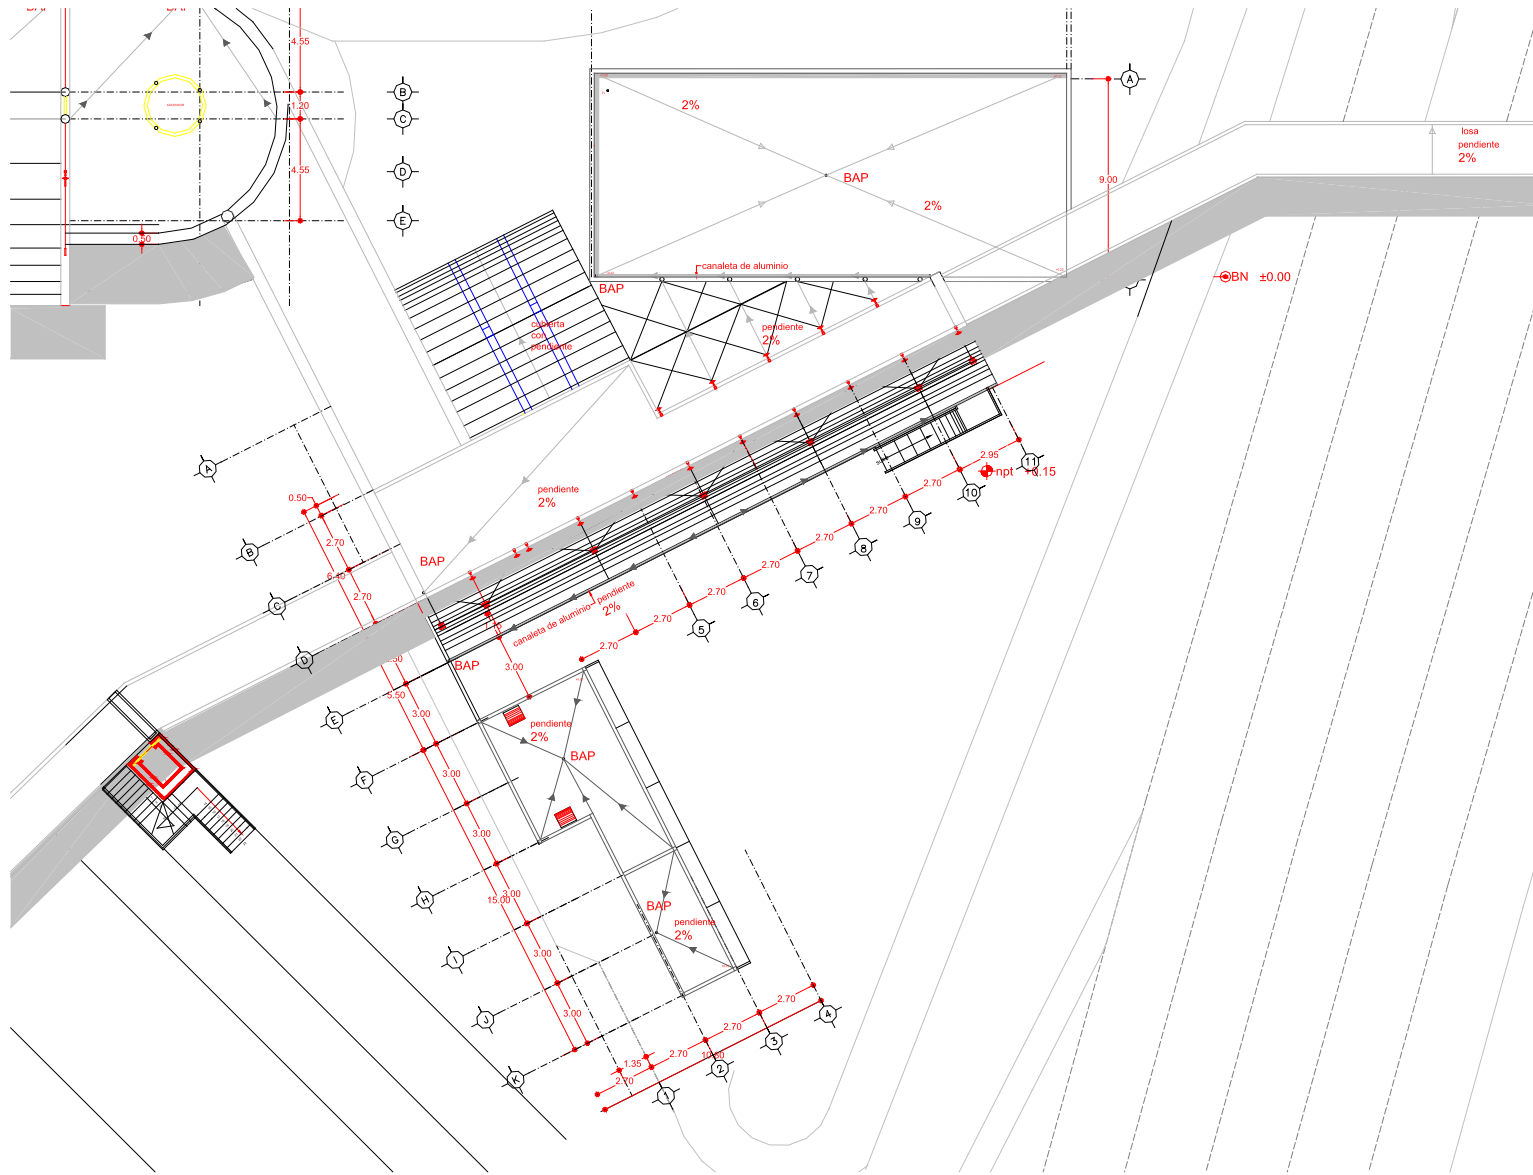 4.55
1.20
4.55
0.50
ASCENSOR
B
C
D
E
A
2%
BAP
2%
9.00
losa
pendiente
2%
canaleta de aluminio
BAP
BN ±0.00
cubierta
con
pendiente
pendiente
2%
pendiente
2%
BAP
A
B
C
D
E
F
G
H
I
J
K
0.50
2.70
6.40
2.70
5.50
3.00
3.00
3.00
3.00
15.00
3.00
3.00
canaleta de aluminio
pendiente
2%
BAP
3.00
2.70
2.70
2.70
2.70
2.70
2.70
2.70
2.95
npt +0.15
5
6
7
8
9
10
11
pendiente
2%
BAP
BAP
pendiente
2%
1.35
2.70
2.70
2.70
2.70
1
2
3
4